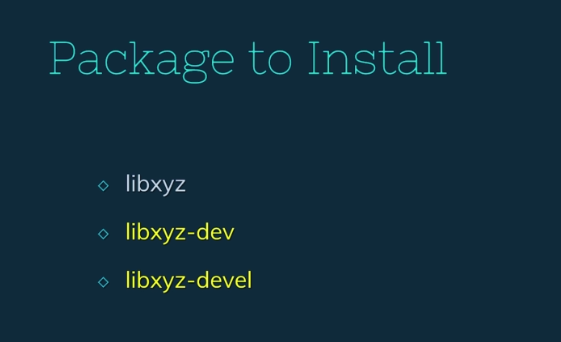 Package to Install
libxyz
libxyz-dev
libxyz-devel